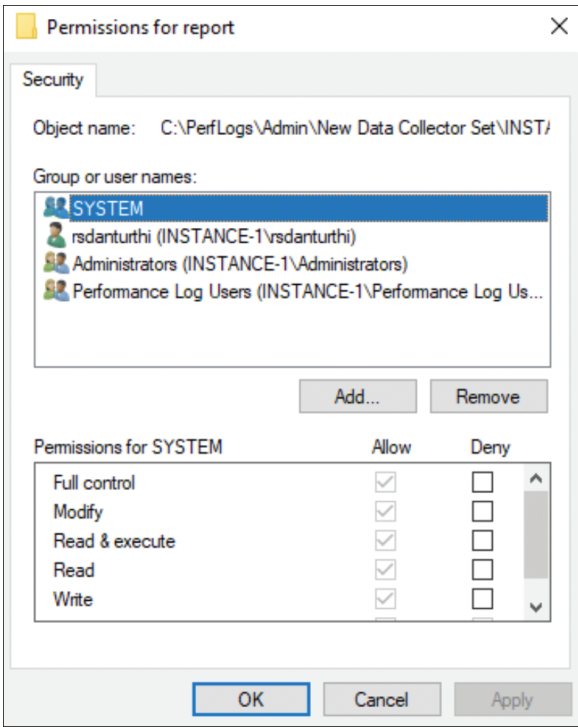 Permissions for report
Security
Object name: C:\PerfLogs\Admin\New Data Collector Set\INST
Group or user names:
SYSTEM
rsdanturthi (INSTANCE-1\rsdanturthi)
Administrators (INSTANCE-1\Administrators)
Performance Log Users (INSTANCE-1\Performance Log Us...
Add... Remove
Permissions for SYSTEM Allow Deny
Full control
Modify
Read & execute
Read
Write
OK Cancel Apply